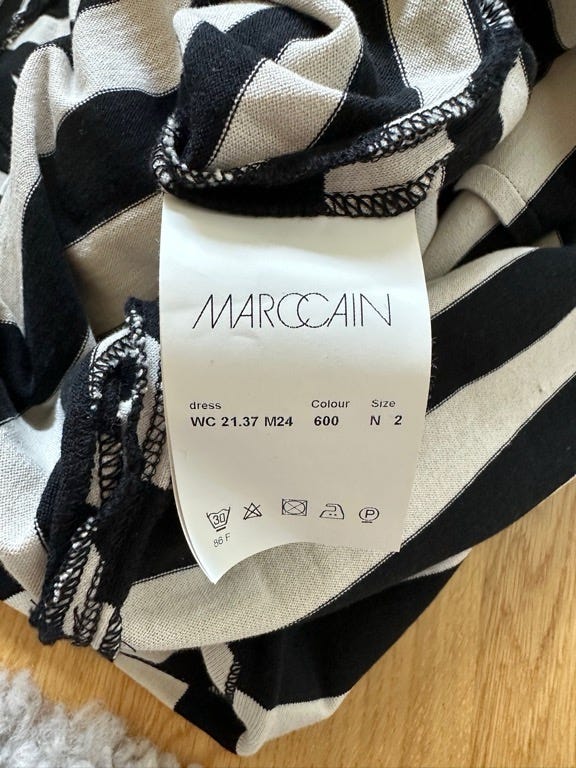 MARCCAIN
dress Colour Size
WC 21.37 M24 600 N 2
30 P
86 F